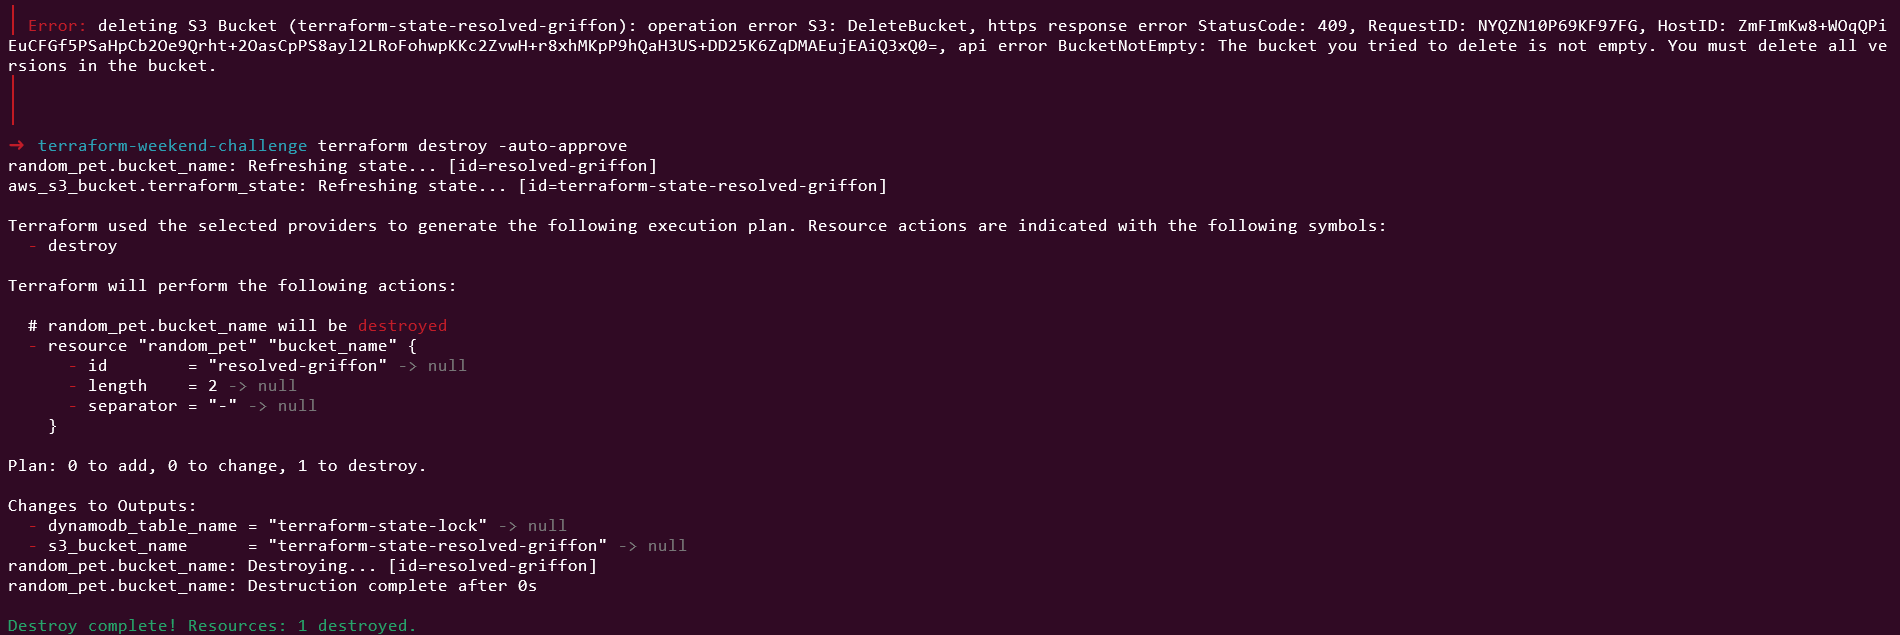 Error: deleting S3 Bucket (terraform-state-resolved-griffon): operation error S3: DeleteBucket, https response error StatusCode: 409, RequestID: NYQZN10P69KF97FG, HostID: ZmFImKw8+WOqQPi
EuCFGf5PSaHpCb2Oe9Qrht+2OasCpPS8ayl2LRoFohwpKKc2ZvwH+r8xhMKpP9hQaH3US+DD25K6ZqDMAEujEAiQ3xQ0=, api error BucketNotEmpty: The bucket you tried to delete is not empty. You must delete all ve
rsions in the bucket.
➜ terraform-weekend-challenge terraform destroy -auto-approve
random_pet.bucket_name: Refreshing state... [id=resolved-griffon]
aws_s3_bucket.terraform_state: Refreshing state... [id=terraform-state-resolved-griffon]
Terraform used the selected providers to generate the following execution plan. Resource actions are indicated with the following symbols:
- destroy
Terraform will perform the following actions:
# random_pet.bucket_name will be destroyed
- resource "random_pet" "bucket_name" {
- id        = "resolved-griffon" -> null
- length    = 2 -> null
- separator = "-" -> null
}
Plan: 0 to add, 0 to change, 1 to destroy.
Changes to Outputs:
- dynamodb_table_name = "terraform-state-lock" -> null
- s3_bucket_name      = "terraform-state-resolved-griffon" -> null
random_pet.bucket_name: Destroying... [id=resolved-griffon]
random_pet.bucket_name: Destruction complete after 0s
Destroy complete! Resources: 1 destroyed.